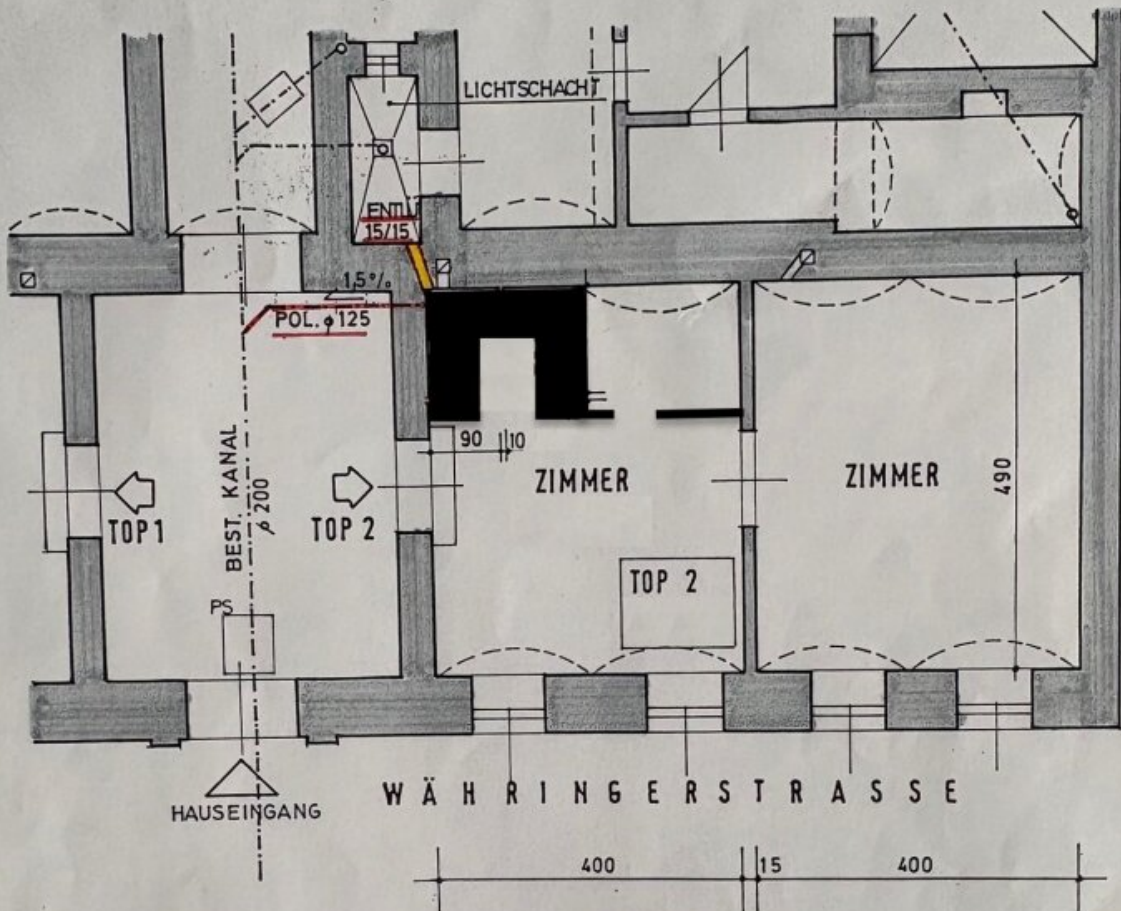 LICHTSCHACHT
ENTL.
15/15
1,5%
POL. ϕ 125
90
10
ZIMMER
ZIMMER
490
BEST. KANAL
ϕ 200
TOP 1
TOP 2
TOP 2
PS
HAUSEINGANG
WÄHRINGERSTRASSE
400
15
400